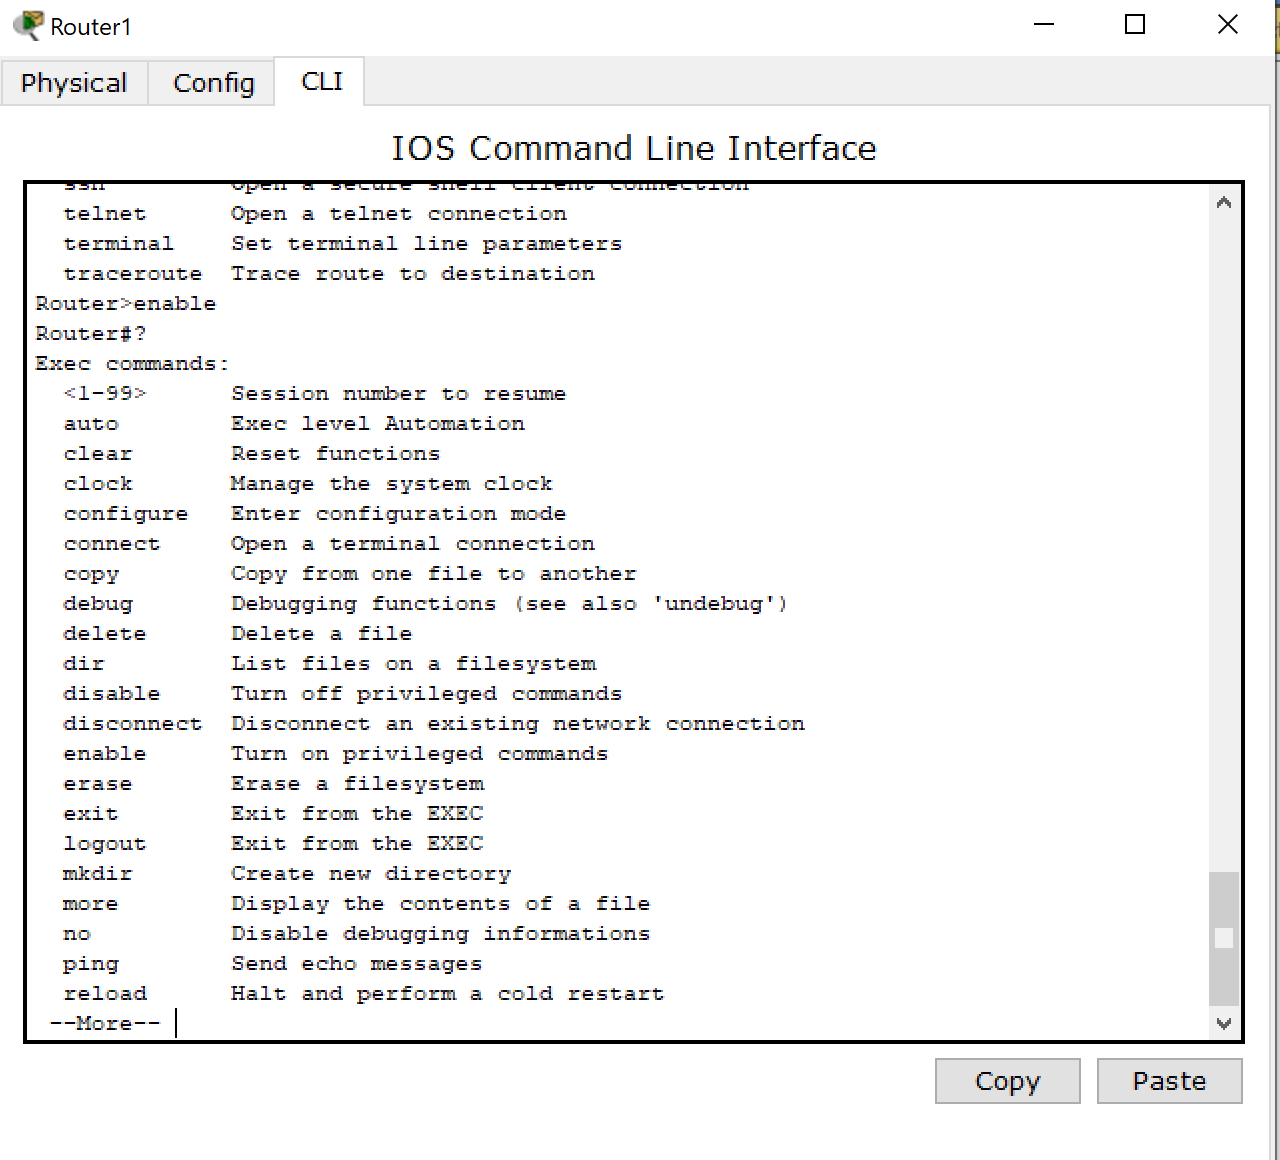 Router1
Physical Config CLI
IOS Command Line Interface
ssh Open a secure shell client connection
telnet Open a telnet connection
terminal Set terminal line parameters
traceroute Trace route to destination
Router>enable
Router#?
Exec commands:
<1-99> Session number to resume
auto Exec level Automation
clear Reset functions
clock Manage the system clock
configure Enter configuration mode
connect Open a terminal connection
copy Copy from one file to another
debug Debugging functions (see also 'undebug')
delete Delete a file
dir List files on a filesystem
disable Turn off privileged commands
disconnect Disconnect an existing network connection
enable Turn on privileged commands
erase Erase a filesystem
exit Exit from the EXEC
logout Exit from the EXEC
mkdir Create new directory
more Display the contents of a file
no Disable debugging informations
ping Send echo messages
reload Halt and perform a cold restart
--More--
Copy Paste